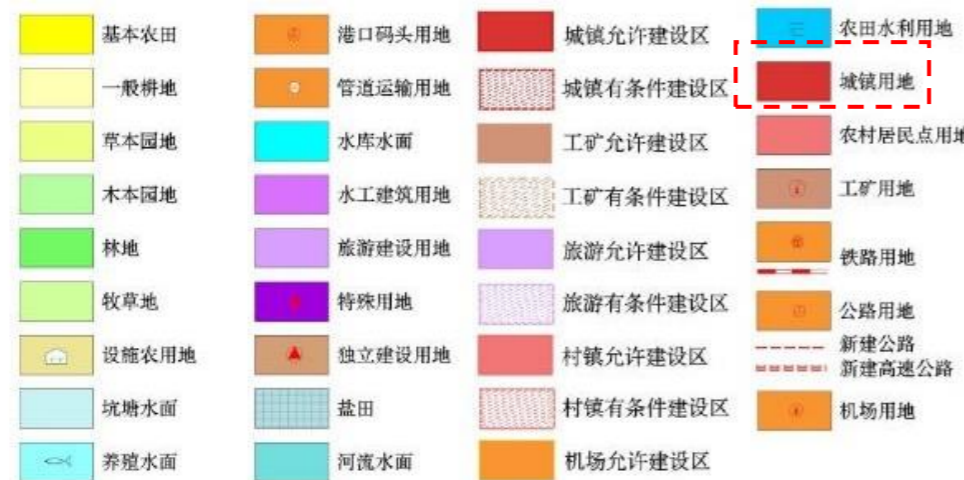 基本农田
一般耕地
草本园地
木本园地
林地
牧草地
设施农用地
坑塘水面
养殖水面
港口码头用地
管道运输用地
水库水面
水工建筑用地
旅游建设用地
特殊用地
独立建设用地
盐田
河流水面
城镇允许建设区
城镇有条件建设区
工矿允许建设区
工矿有条件建设区
旅游允许建设区
旅游有条件建设区
村镇允许建设区
村镇有条件建设区
机场允许建设区
农田水利用地
城镇用地
农村居民点用地
工矿用地
铁路用地
公路用地
新建公路
新建高速公路
机场用地